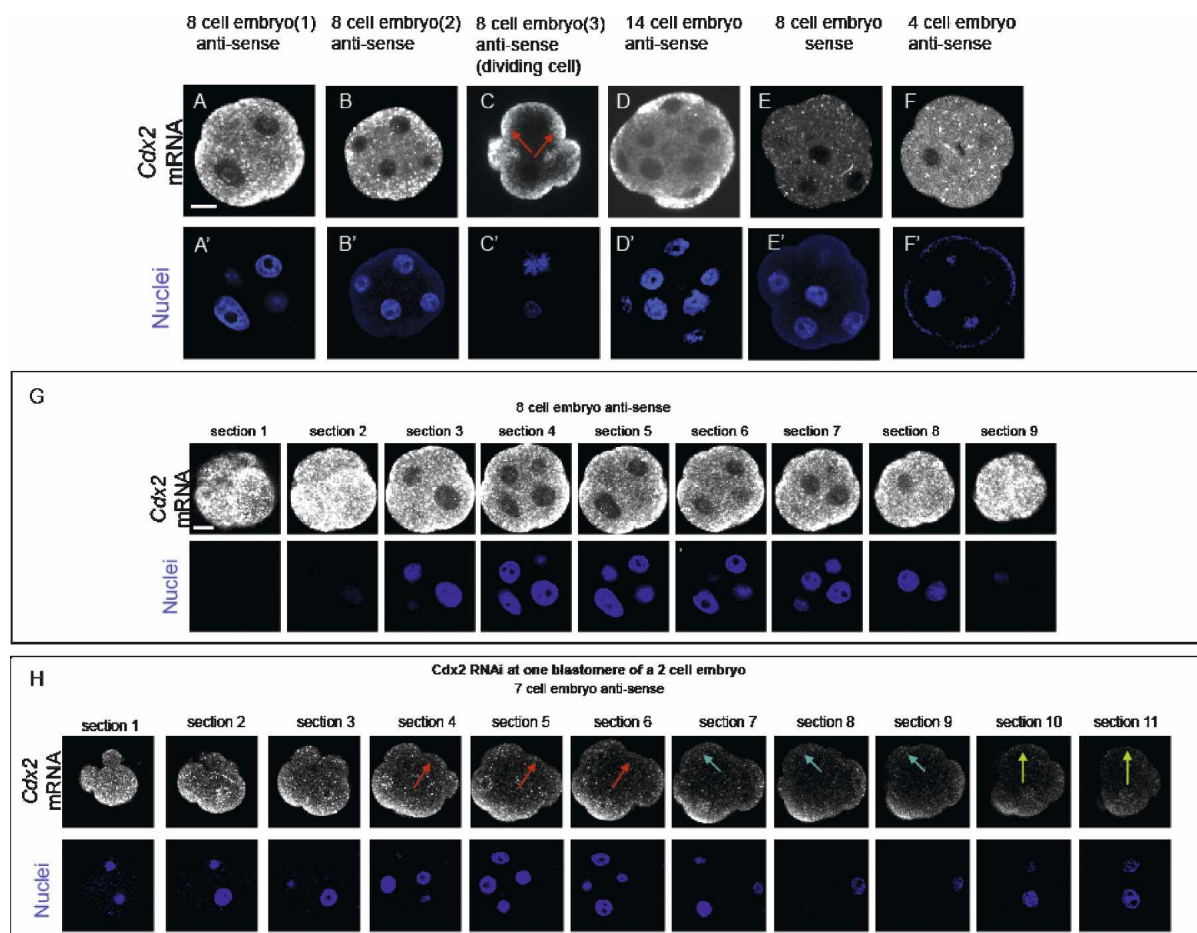 8 cell embryo(1) anti-sense
8 cell embryo(2) anti-sense
8 cell embryo(3) anti-sense (dividing cell)
14 cell embryo anti-sense
8 cell embryo sense
4 cell embryo anti-sense
Cdx2 mRNA
A B C D E F
Nuclei
A' B' C' D' E' F'
G
8 cell embryo anti-sense
section 1 section 2 section 3 section 4 section 5 section 6 section 7 section 8 section 9
Cdx2 mRNA
Nuclei
H
Cdx2 RNAi at one blastomere of a 2 cell embryo
7 cell embryo anti-sense
section 1 section 2 section 3 section 4 section 5 section 6 section 7 section 8 section 9 section 10 section 11
Cdx2 mRNA
Nuclei